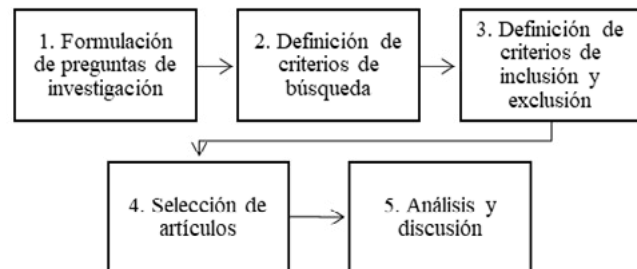 1. Formulación
de preguntas de
investigación
2. Definición de
criterios de
búsqueda
3. Definición de
criterios de
inclusión y
exclusión
4. Selección de
artículos
5. Análisis y
discusión